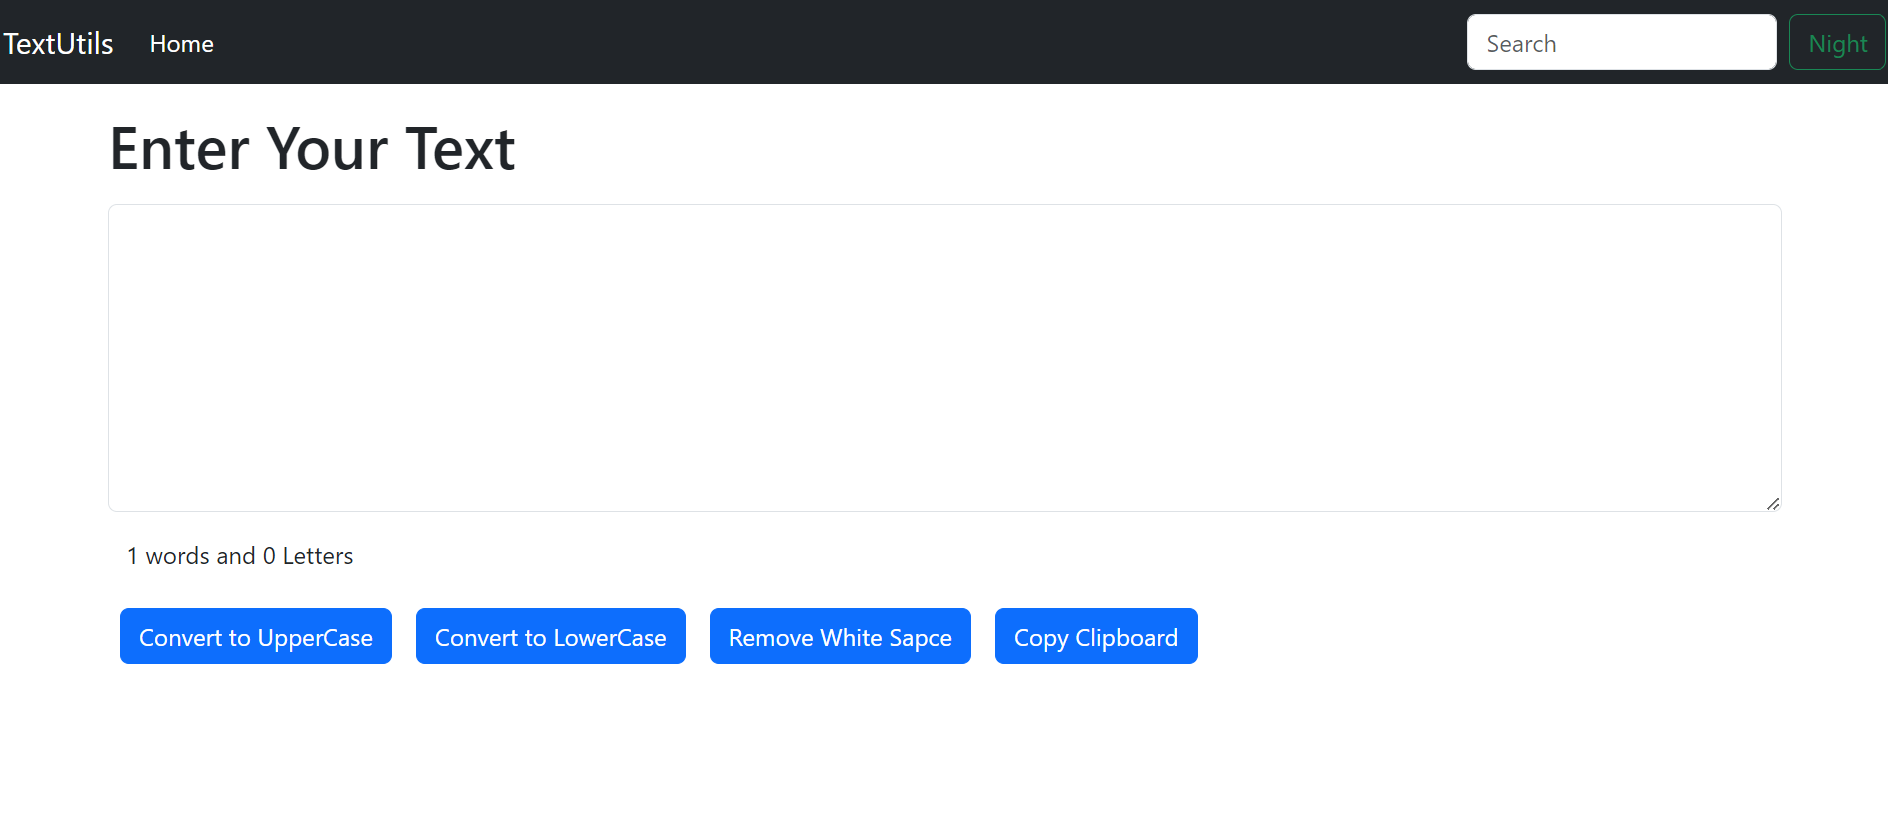 TextUtils Home Search Night
Enter Your Text
1 words and 0 Letters
Convert to UpperCase Convert to LowerCase Remove White Sapce Copy Clipboard